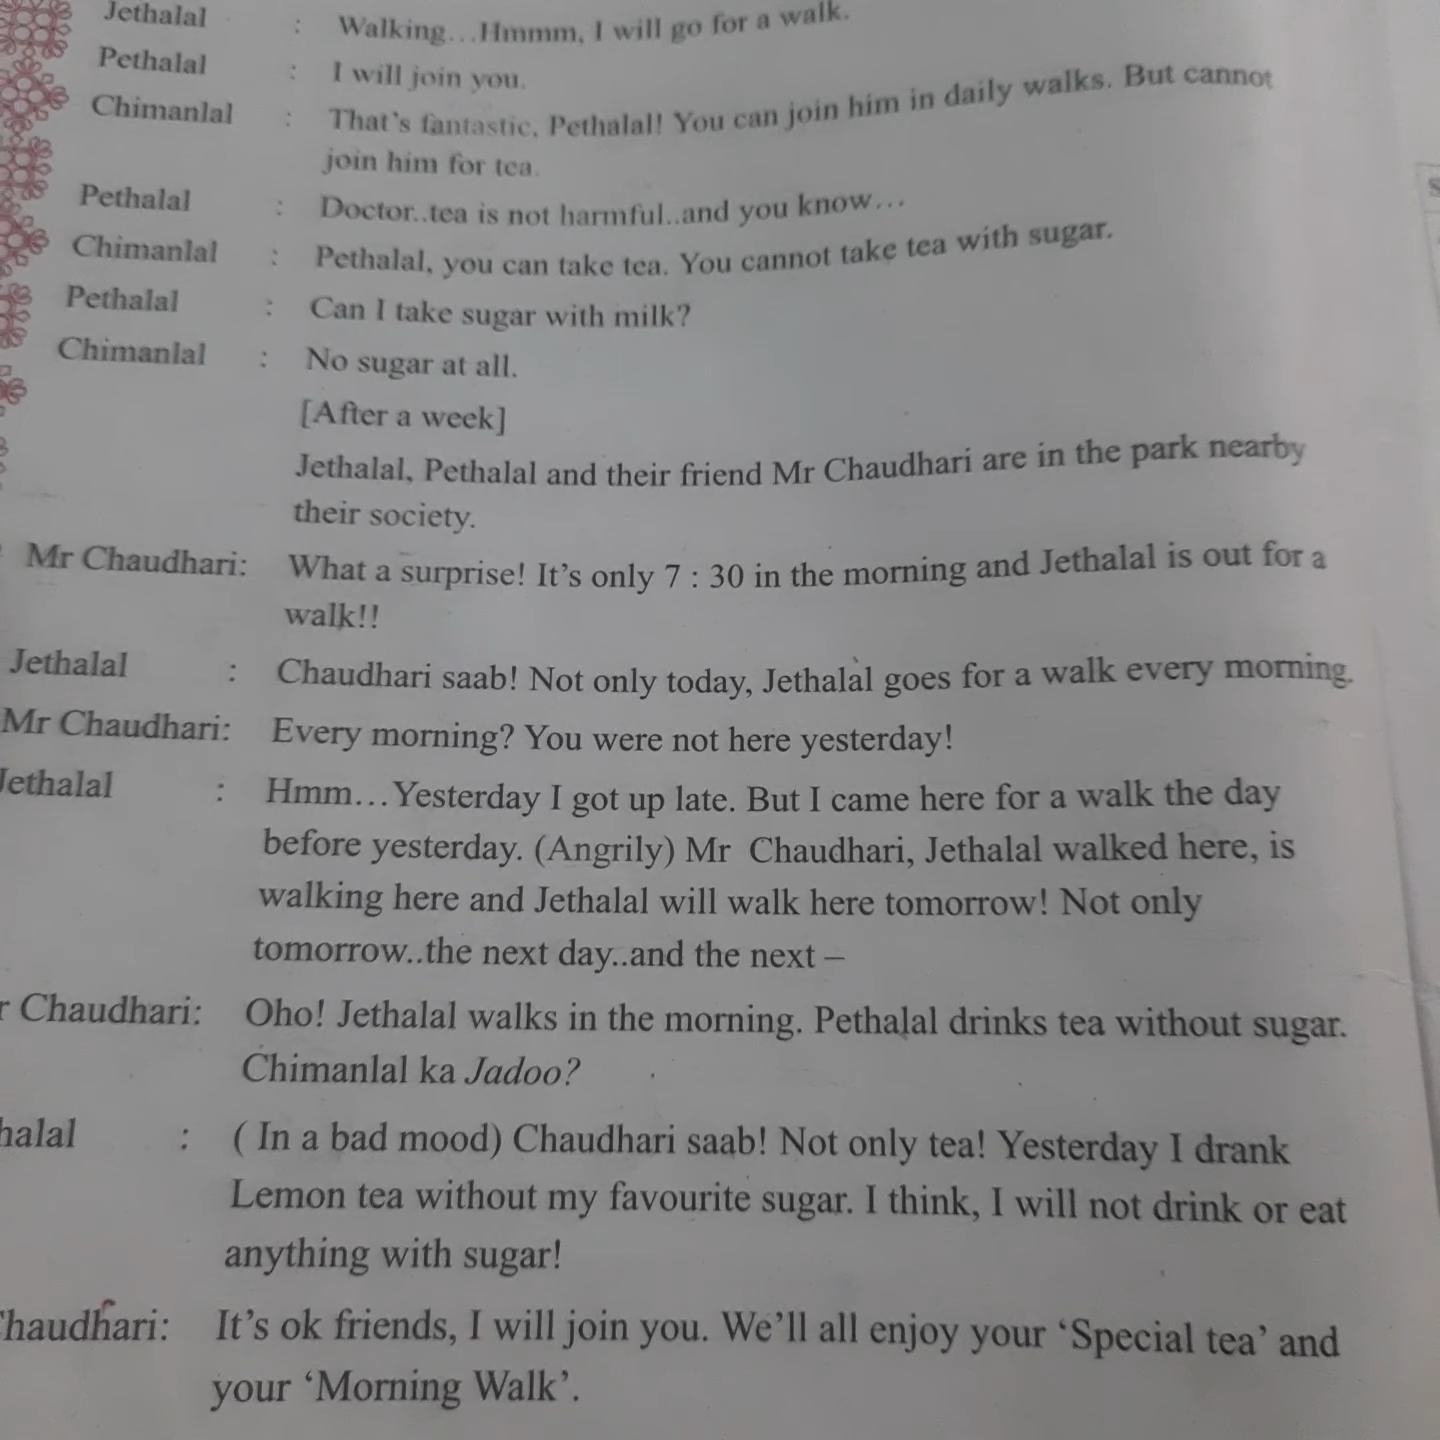 Jethalal : Walking...Hmmm, I will go for a walk.
Pethalal : I will join you.
Chimanlal : That's fantastic, Pethalal! You can join him in daily walks. But cannot
join him for tea.
Pethalal : Doctor..tea is not harmful..and you know...
Chimanlal : Pethalal, you can take tea. You cannot take tea with sugar.
Pethalal : Can I take sugar with milk?
Chimanlal : No sugar at all.
[After a week]
Jethalal, Pethalal and their friend Mr Chaudhari are in the park nearby
their society.
Mr Chaudhari: What a surprise! It's only 7 : 30 in the morning and Jethalal is out for a
walk!!
Jethalal : Chaudhari saab! Not only today, Jethalal goes for a walk every morning.
Mr Chaudhari: Every morning? You were not here yesterday!
Jethalal : Hmm...Yesterday I got up late. But I came here for a walk the day
before yesterday. (Angrily) Mr Chaudhari, Jethalal walked here, is
walking here and Jethalal will walk here tomorrow! Not only
tomorrow..the next day..and the next –
r Chaudhari: Oho! Jethalal walks in the morning. Pethalal drinks tea without sugar.
Chimanlal ka Jadoo?
halal : ( In a bad mood) Chaudhari saab! Not only tea! Yesterday I drank
Lemon tea without my favourite sugar. I think, I will not drink or eat
anything with sugar!
Chaudhari: It's ok friends, I will join you. We'll all enjoy your 'Special tea' and
your 'Morning Walk'.